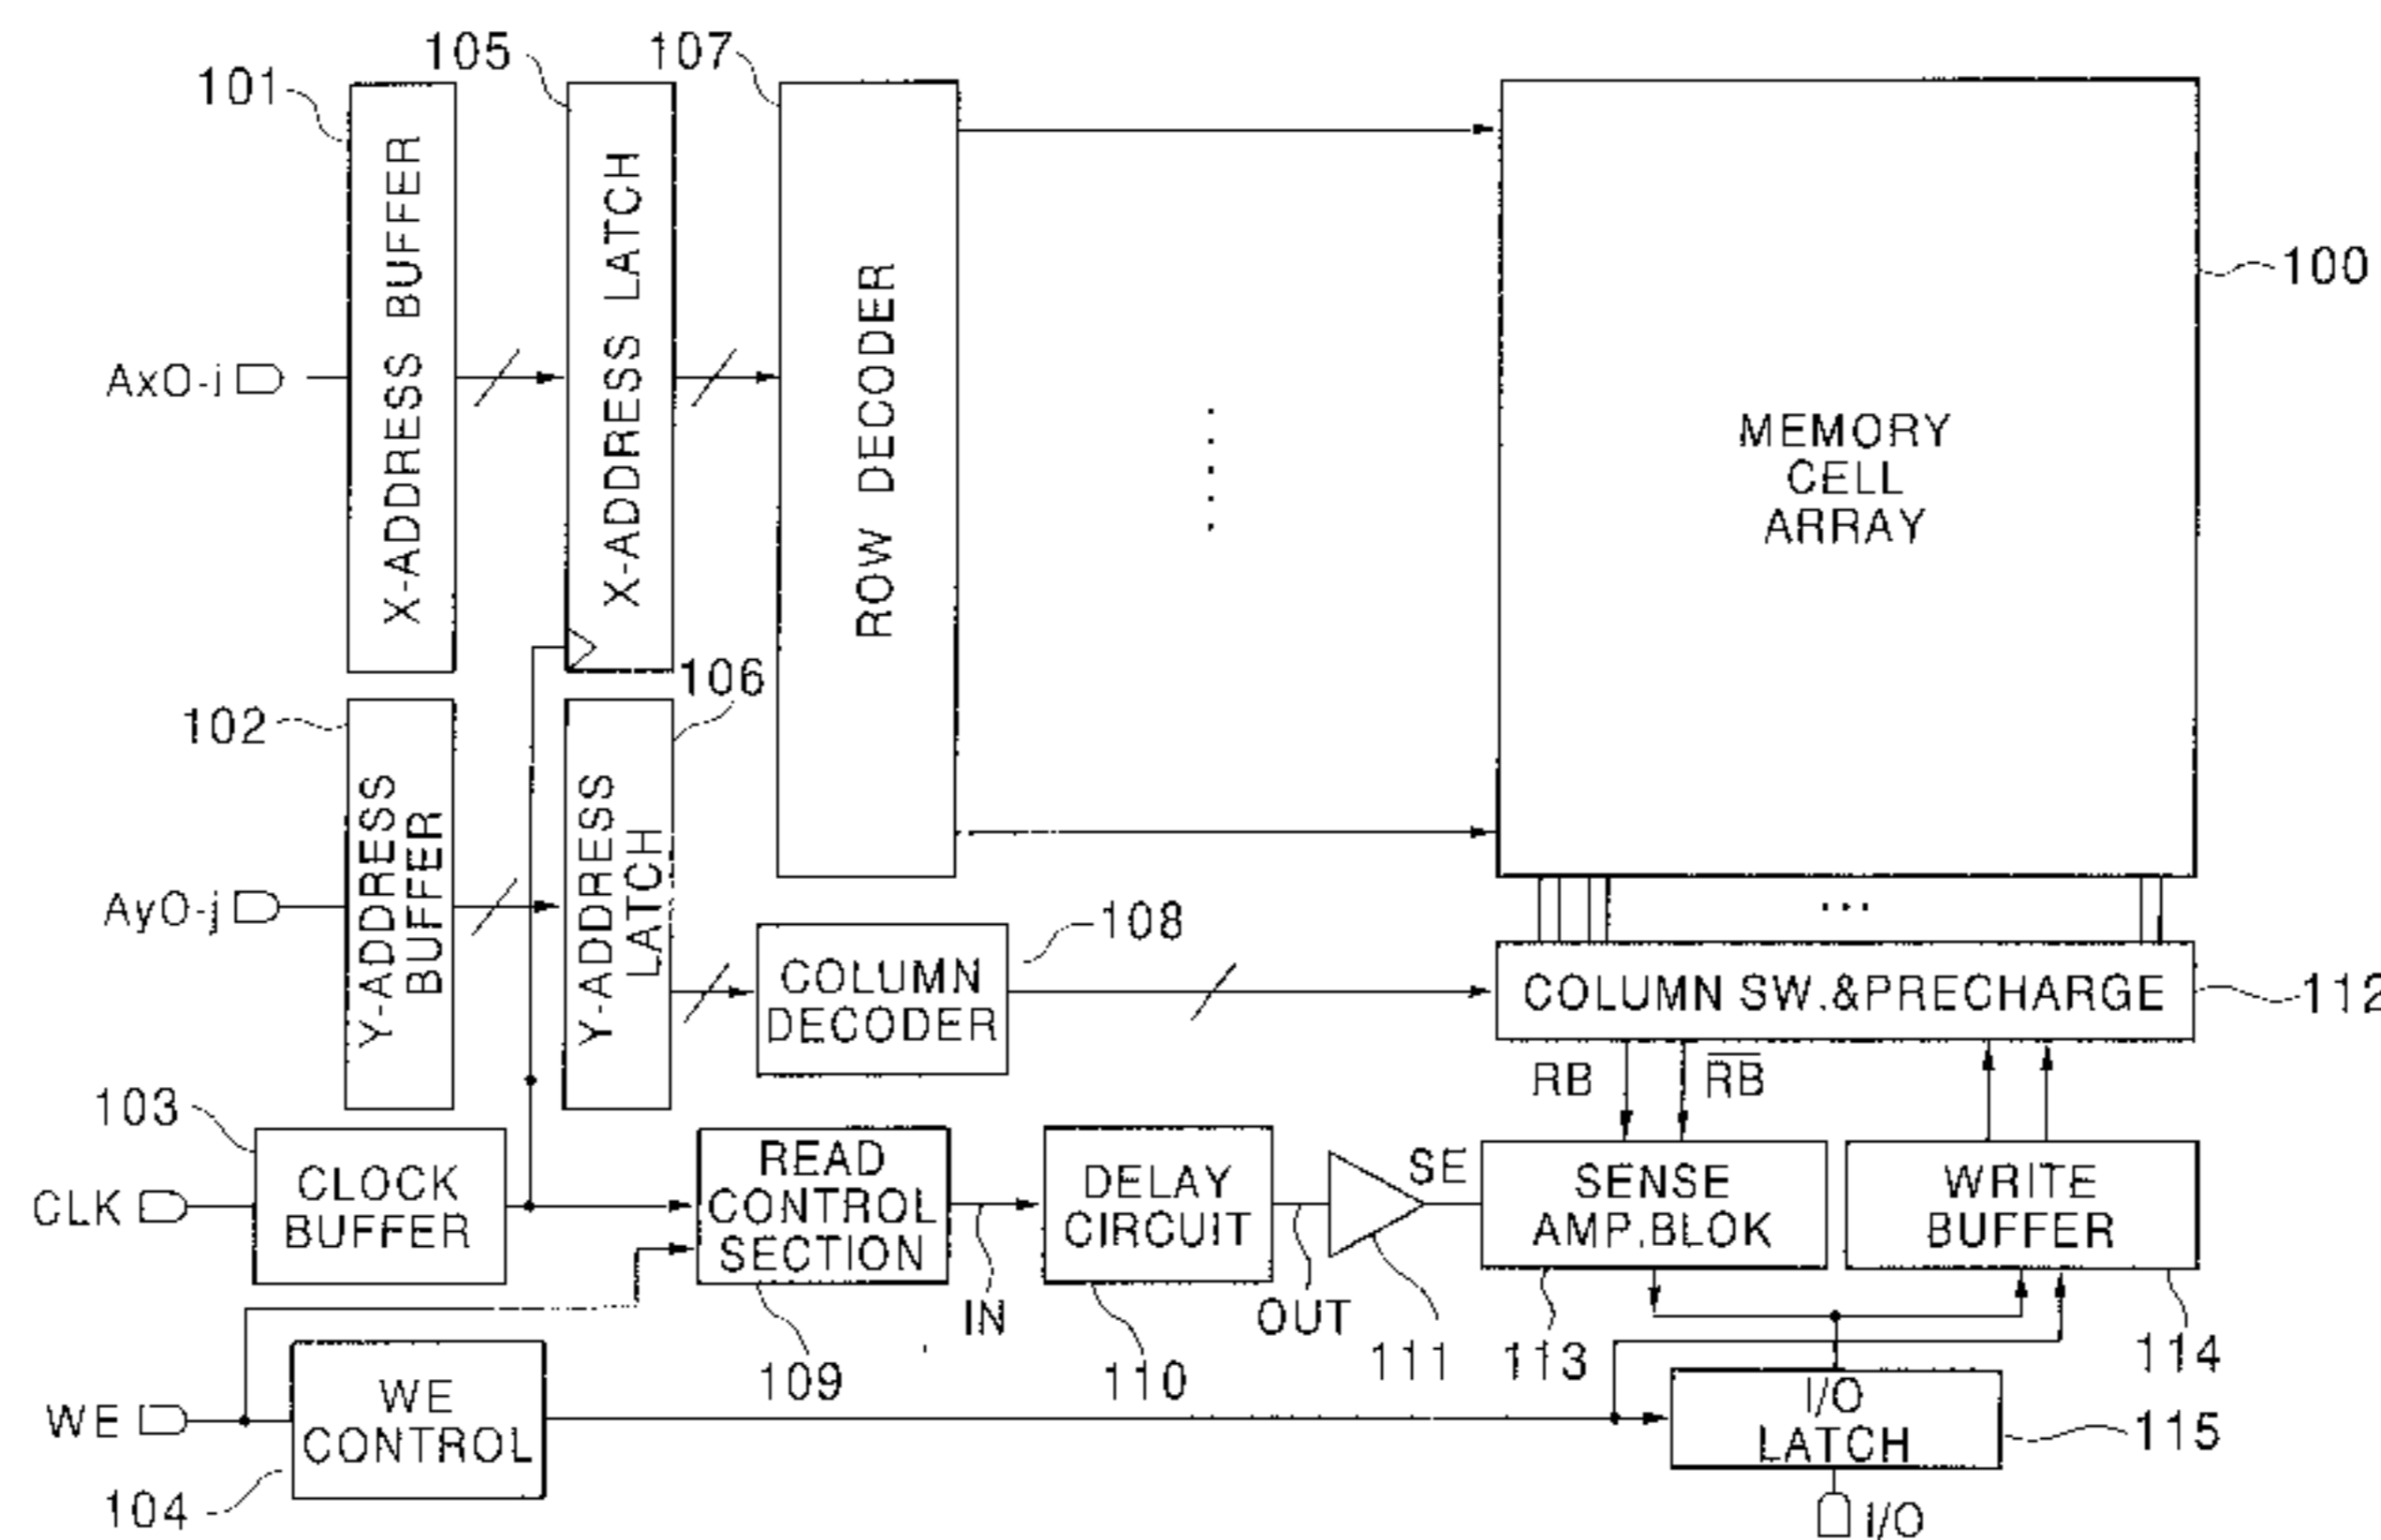 105
107
101
X-ADDRESS BUFFER
X-ADDRESS LATCH
ROW DECODER
100
AxO-i
MEMORY
CELL
ARRAY
106
102
Y-ADDRESS
BUFFER
Y-ADDRESS
LATCH
AyO-j
108
COLUMN
DECODER
COLUMN SW.&PRECHARGE
112
RB
RB
103
CLK
CLOCK
BUFFER
READ
CONTROL
SECTION
IN
DELAY
CIRCUIT
OUT
SE
SENSE
AMP.BLOK
WRITE
BUFFER
109
110
111
113
114
WE
WE
CONTROL
104
I/O
LATCH
115
I/O